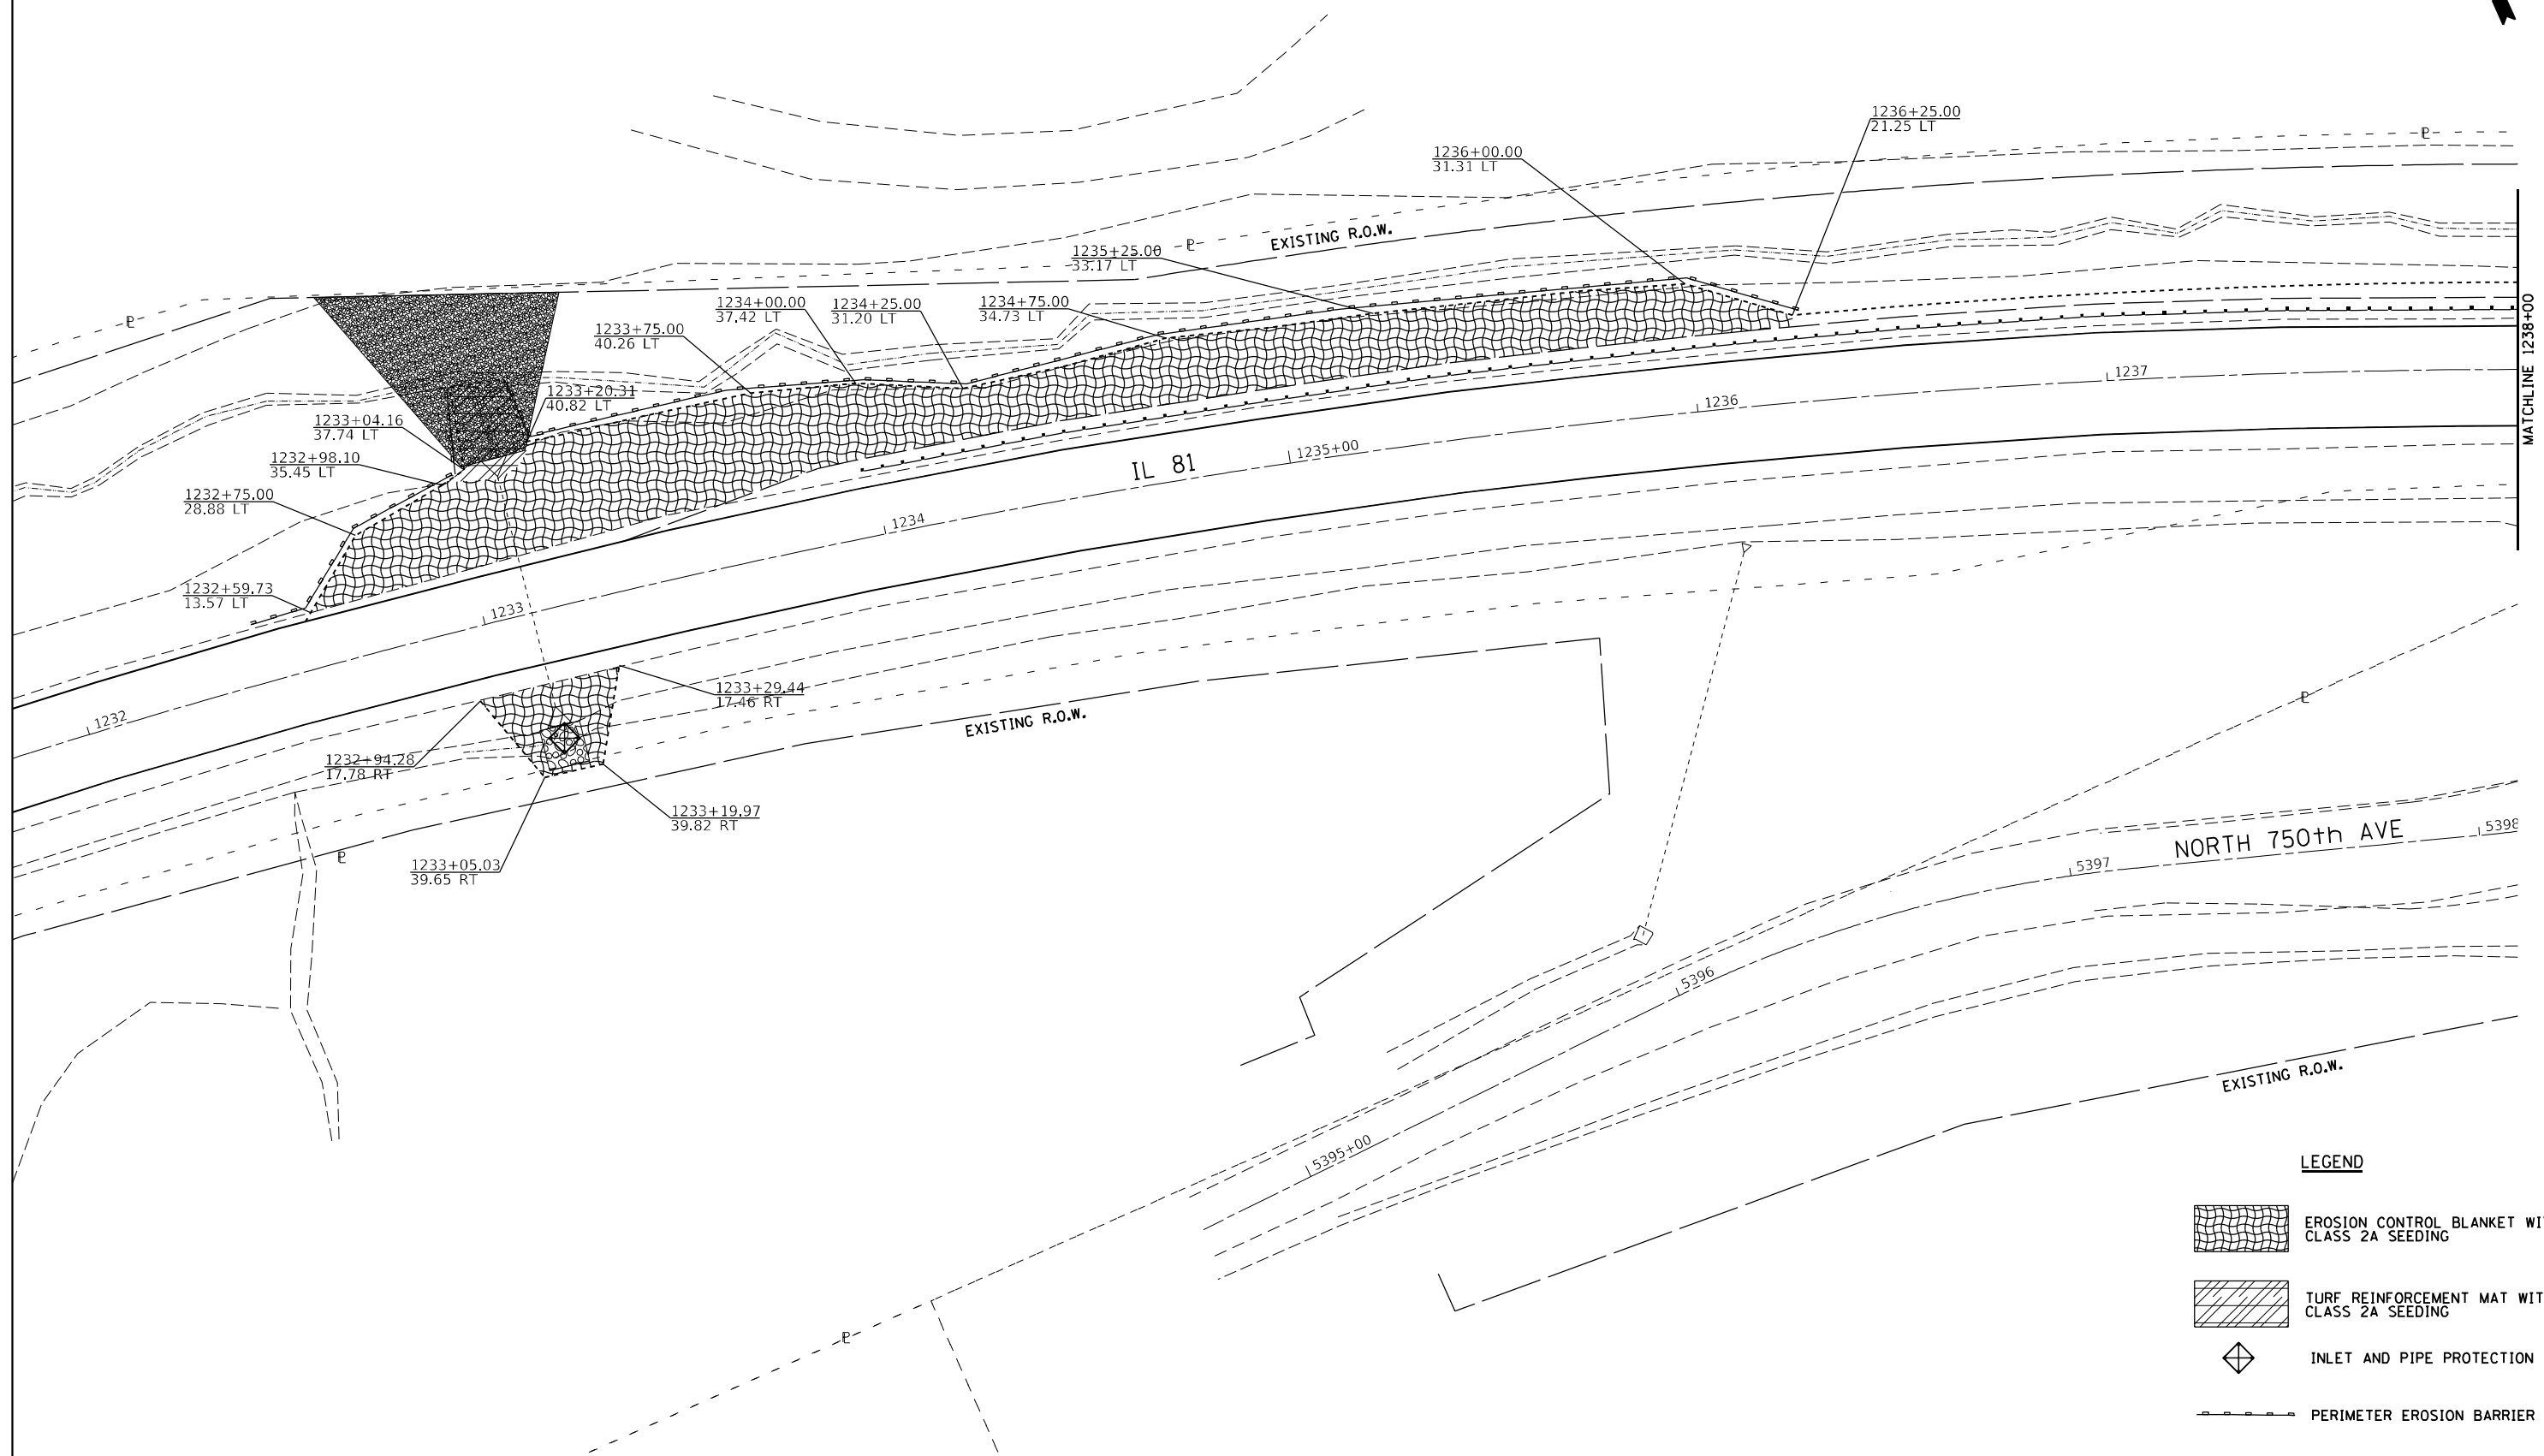 1236+25.00
21.25 LT
1236+00.00
31.31 LT
EXISTING R.O.W.
1235+25.00
33.17 LT
1234+75.00
34.73 LT
1234+25.00
31.20 LT
1234+00.00
37.42 LT
1233+75.00
40.26 LT
1233+20.31
40.82 LT
1233+04.16
37.74 LT
1232+98.10
35.45 LT
1232+75.00
28.88 LT
1232+59.73
13.57 LT
MATCHLINE 1238+00
IL 81
1232
1233
1234
1235+00
1236
1237
1233+29.44
17.46 RT
1232+94.28
17.78 RT
1233+19.97
39.82 RT
1233+05.03
39.65 RT
EXISTING R.O.W.
NORTH 750th AVE
5395+00
5396
5397
5398
EXISTING R.O.W.
LEGEND
EROSION CONTROL BLANKET WI
CLASS 2A SEEDING
TURF REINFORCEMENT MAT WIT
CLASS 2A SEEDING
INLET AND PIPE PROTECTION
PERIMETER EROSION BARRIER